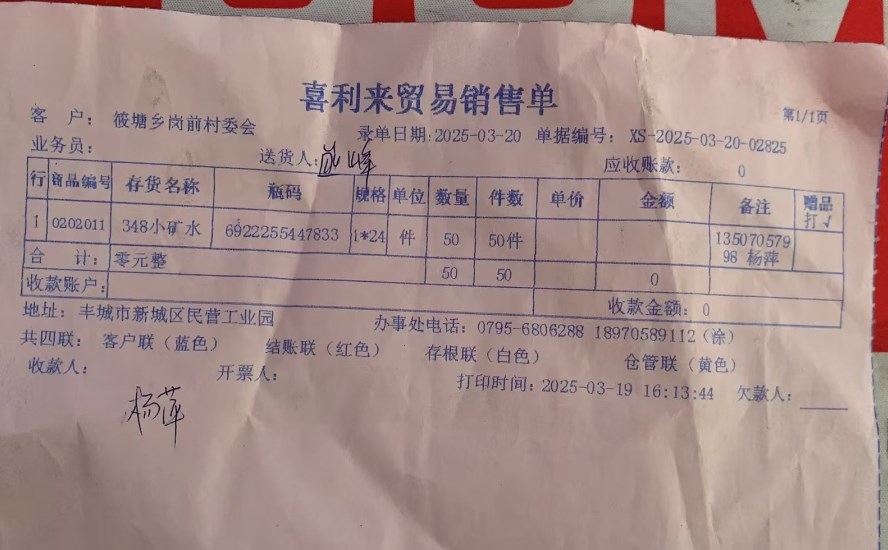 喜利来贸易销售单
第1/1页
客 户： 筱塘乡岗前村委会
录单日期：2025-03-20 单据编号： XS-2025-03-20-02825
业务员： 送货人： 应收账款： 0
行 商品编号 存货名称 瓶码 规格 单位 数量 件数 单价 金额 备注 赠品打√
1 0202011 348小矿水 6922255447833 1*24 件 50 50件 135070579
98 杨萍
合 计： 零元整 50 50 0
收款账户： 收款金额：0
地址：丰城市新城区民营工业园 办事处电话：0795-6806288 18970589112（涂）
共四联： 客户联（蓝色） 结账联（红色） 存根联（白色） 仓管联（黄色）
收款人： 开票人： 打印时间：2025-03-19 16:13:44 欠款人：
杨萍